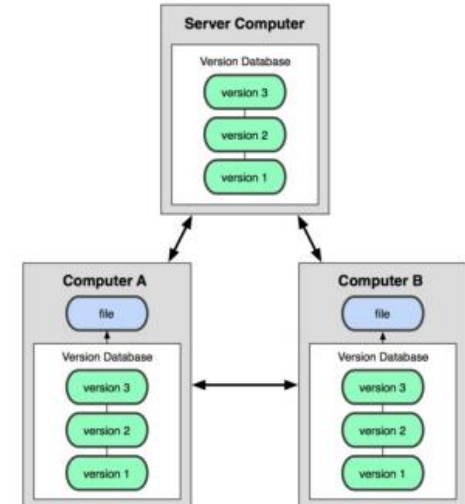 Server Computer
Version Database
version 3
version 2
version 1
Computer A
file
Version Database
version 3
version 2
version 1
Computer B
file
Version Database
version 3
version 2
version 1